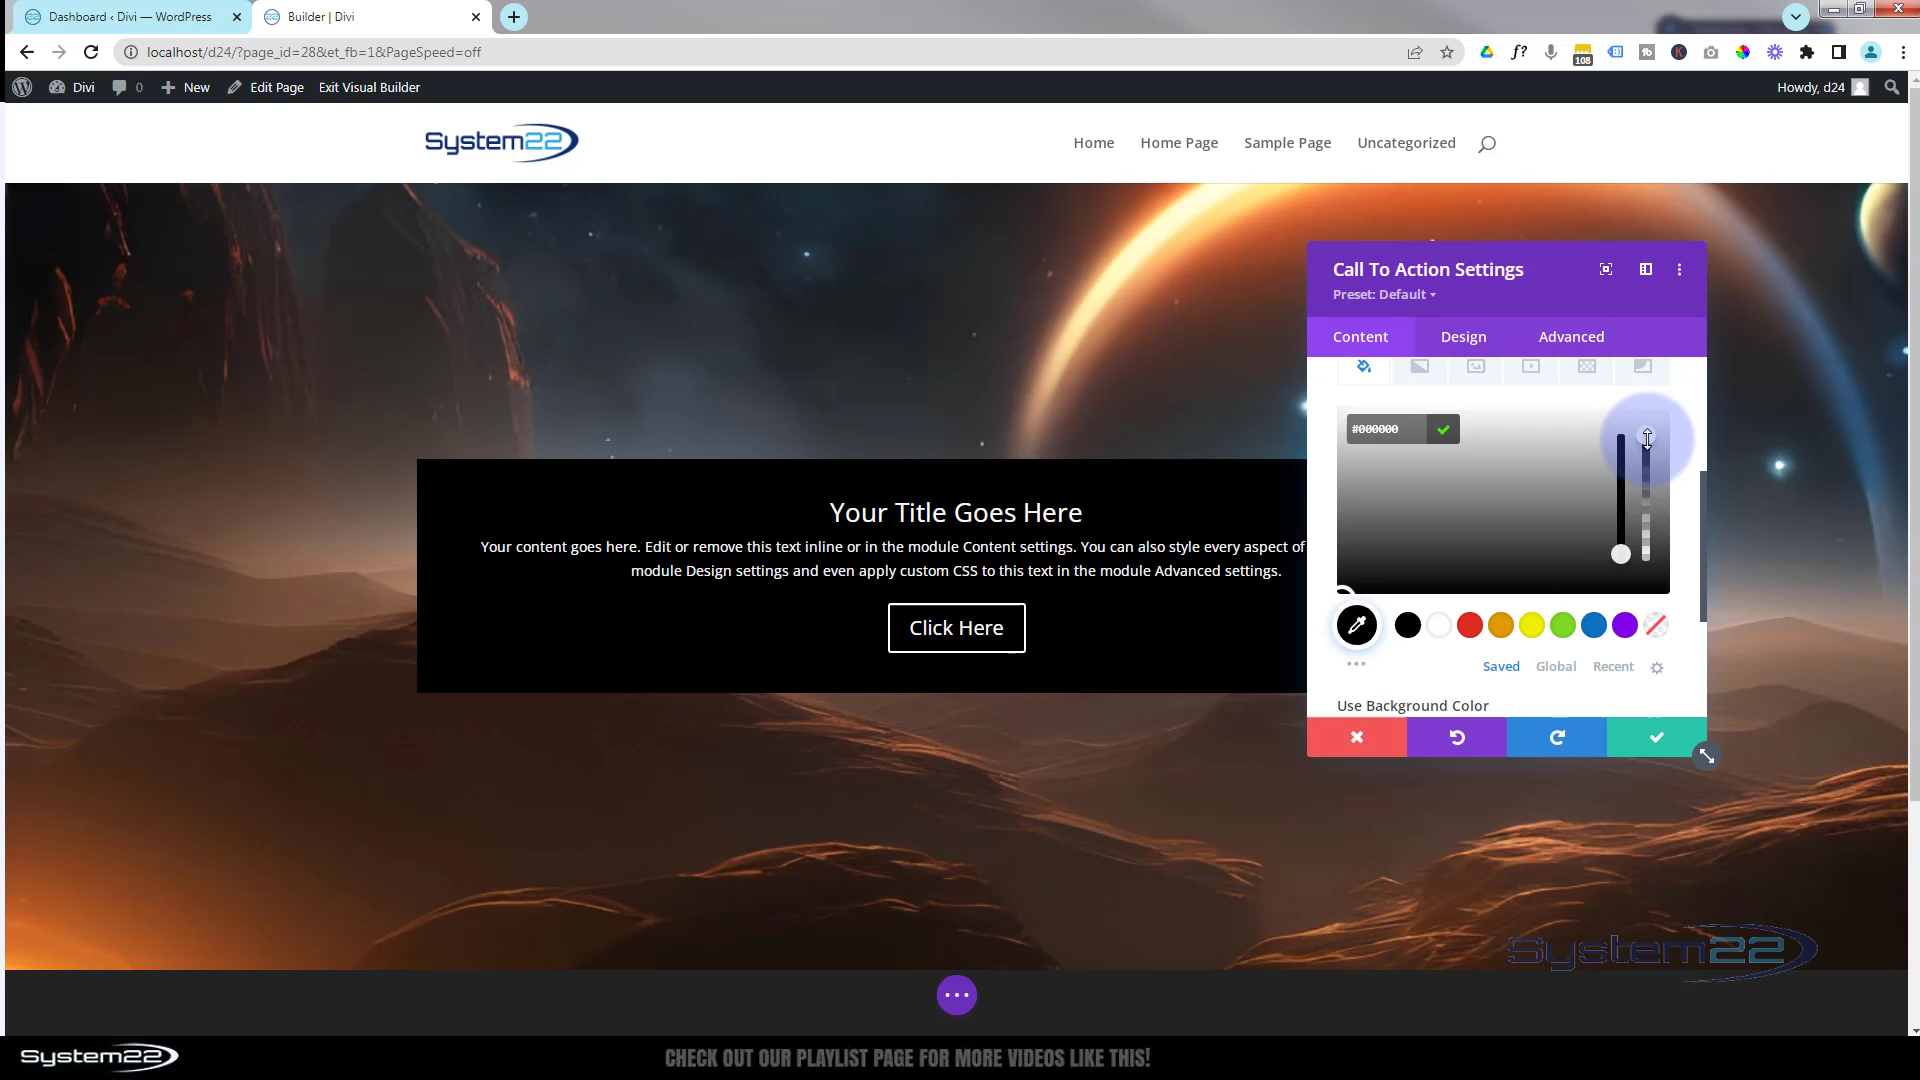 Dashboard ‹ Divi — WordPress
Builder | Divi
localhost/d24/?page_id=28&et_fb=1&PageSpeed=off
108
Divi 0 New Edit Page Exit Visual Builder Howdy, d24
System22
Home Home Page Sample Page Uncategorized
Call To Action Settings
Preset: Default
Content Design Advanced
#000000
Your Title Goes Here
Your content goes here. Edit or remove this text inline or in the module Content settings. You can also style every aspect of
module Design settings and even apply custom CSS to this text in the module Advanced settings.
Click Here
Saved Global Recent
Use Background Color
System22
System22
CHECK OUT OUR PLAYLIST PAGE FOR MORE VIDEOS LIKE THIS!